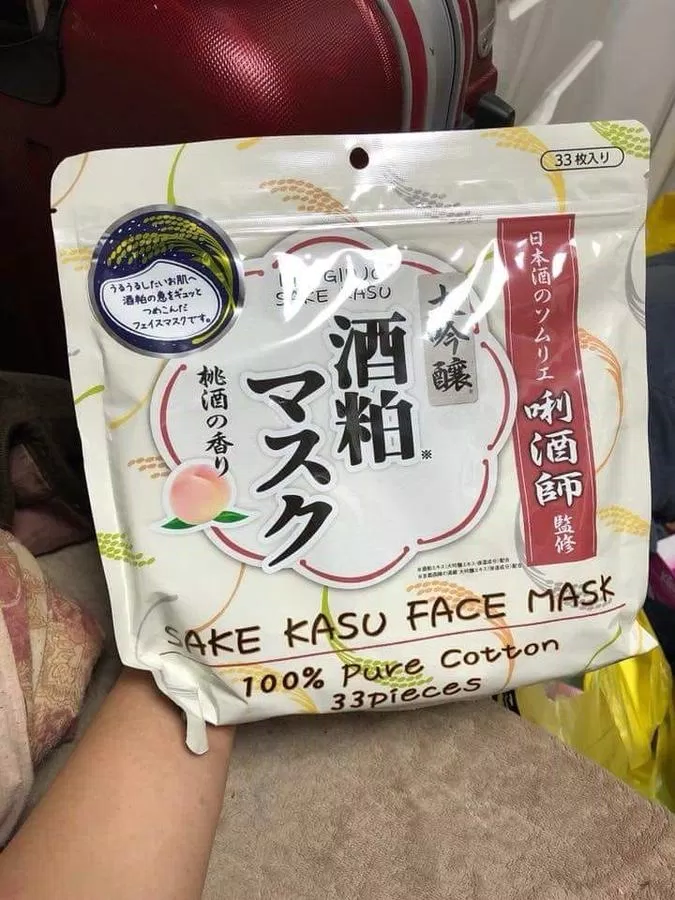 33枚入り
うるうるしたいお肌へ
酒粕の恵をギュッと
つめこんだ
フェイスマスクです。
日本酒のソムリエ
唎酒師
監修
SAKE KASU
大吟醸
酒粕※
マスク
桃酒の香り
SAKE KASU FACE MASK
100% Pure Cotton
33pieces